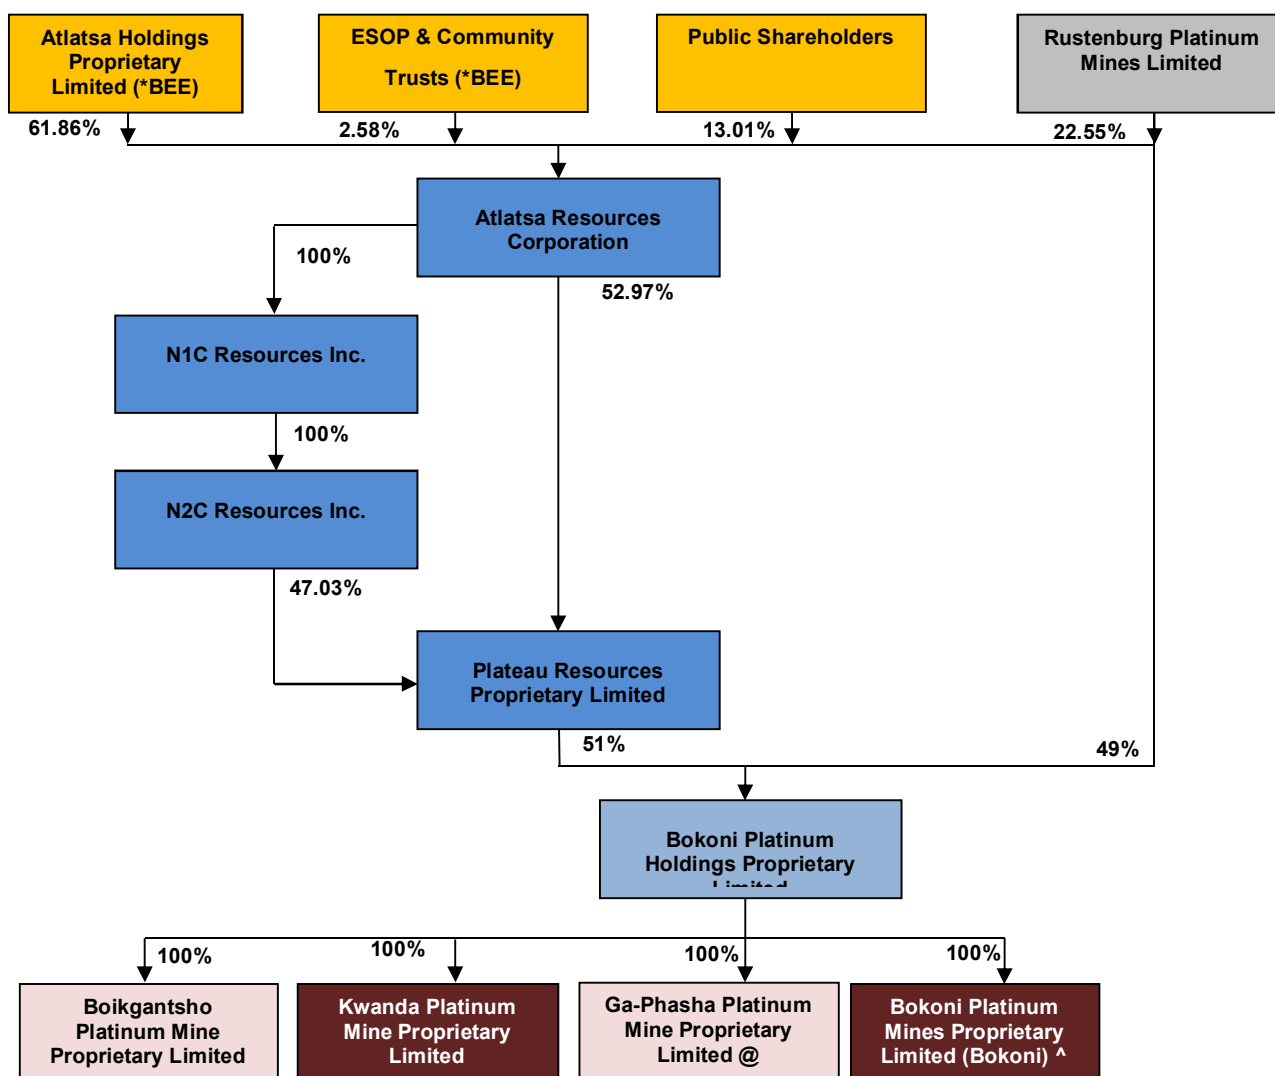 Atlatsa Holdings
Proprietary
Limited (*BEE)
ESOP & Community
Trusts (*BEE)
Public Shareholders
Rustenburg Platinum
Mines Limited
61.86%
2.58%
13.01%
22.55%
Atlatsa Resources
Corporation
100%
52.97%
N1C Resources Inc.
100%
N2C Resources Inc.
47.03%
Plateau Resources
Proprietary Limited
51%
49%
Bokoni Platinum
Holdings Proprietary
Limited
100%
100%
100%
100%
Boikgantsho
Platinum Mine
Proprietary Limited
Kwanda Platinum
Mine Proprietary
Limited
Ga-Phasha Platinum
Mine Proprietary
Limited @
Bokoni Platinum
Mines Proprietary
Limited (Bokoni) ^